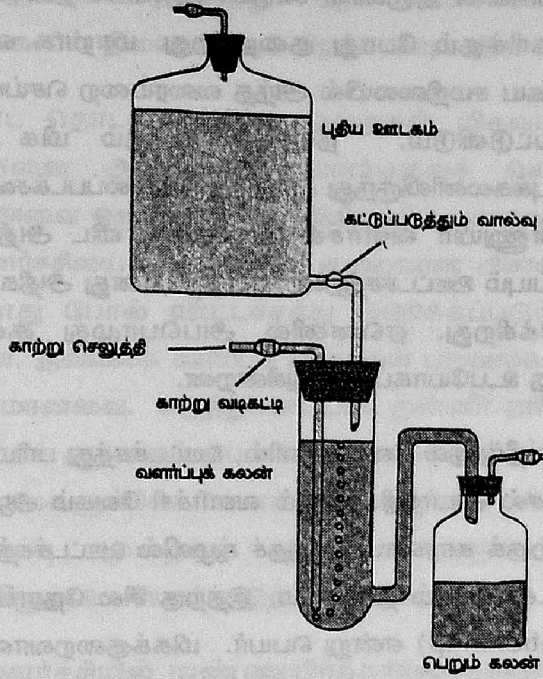 புதிய ஊடகம்
கட்டுப்படுத்தும் வால்வு
காற்று செலுத்தி
காற்று வடிகட்டி
வளர்ப்புக் கலன்
பெறும் கலன்